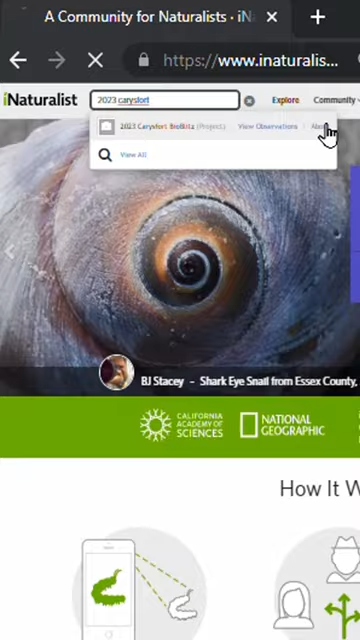 A Community for Naturalists · iN
https://www.inaturalis...
iNaturalist
2023 carysfort
Explore
Community
2023 Carysfort BioBlitz (Project)
View Observations
View All
BJ Stacey - Shark Eye Snail from Essex County,
CALIFORNIA
ACADEMY OF
SCIENCES
NATIONAL
GEOGRAPHIC
How It W